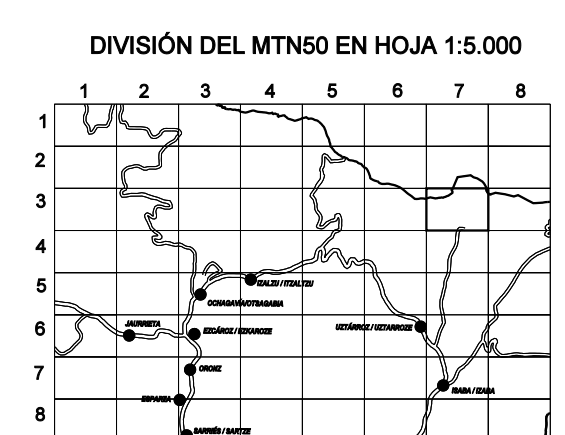 DIVISIÓN DEL MTN50 EN HOJA 1:5.000
1 2 3 4 5 6 7 8
1
2
3
4
5
IZALZU / ITZALTZU
OCHAGAVÍA/OTSAGABIA
6
JAURRIETA
EZCÁROZ / EZKAROZE
UZTÁRROZ / UZTARROZE
7
ORONZ
ISABA / IZABA
ESPARZA
8
SARRIÉS / SARTZE